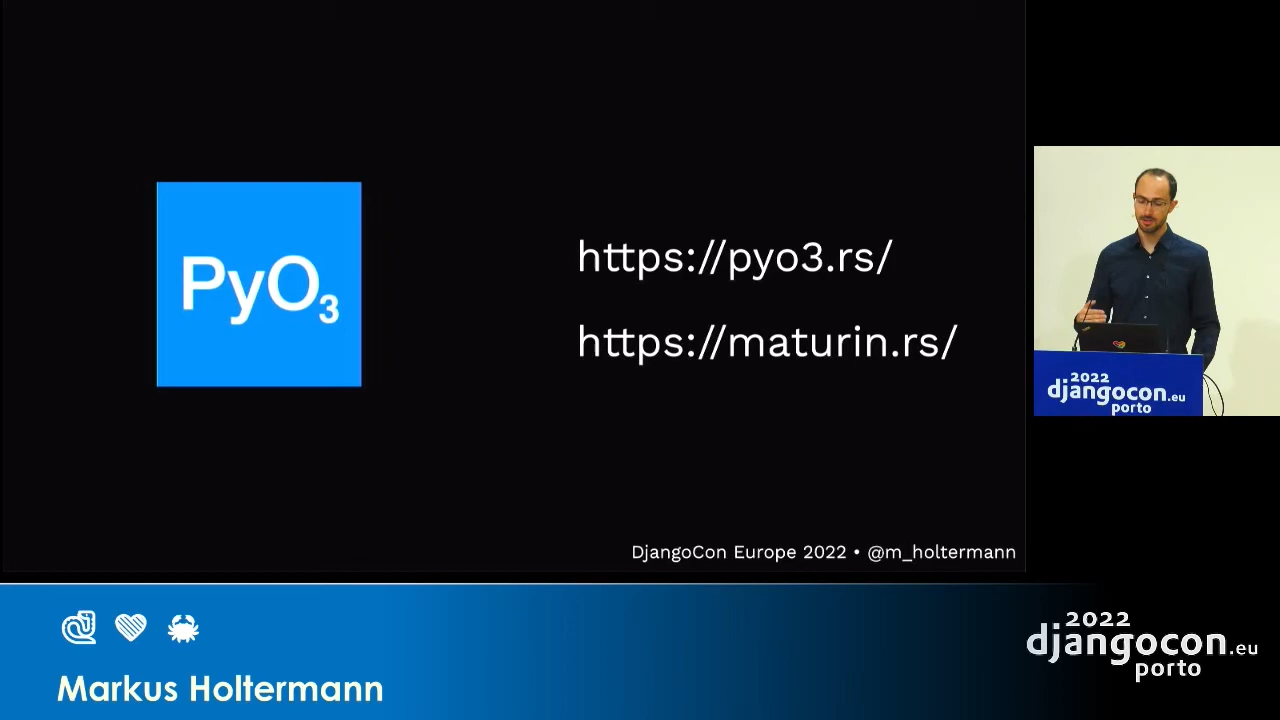 PyO3
https://pyo3.rs/
https://maturin.rs/
DjangoCon Europe 2022 • @m_holtermann
2022
djangocon.eu
porto
Markus Holtermann
2022
djangocon.eu
porto